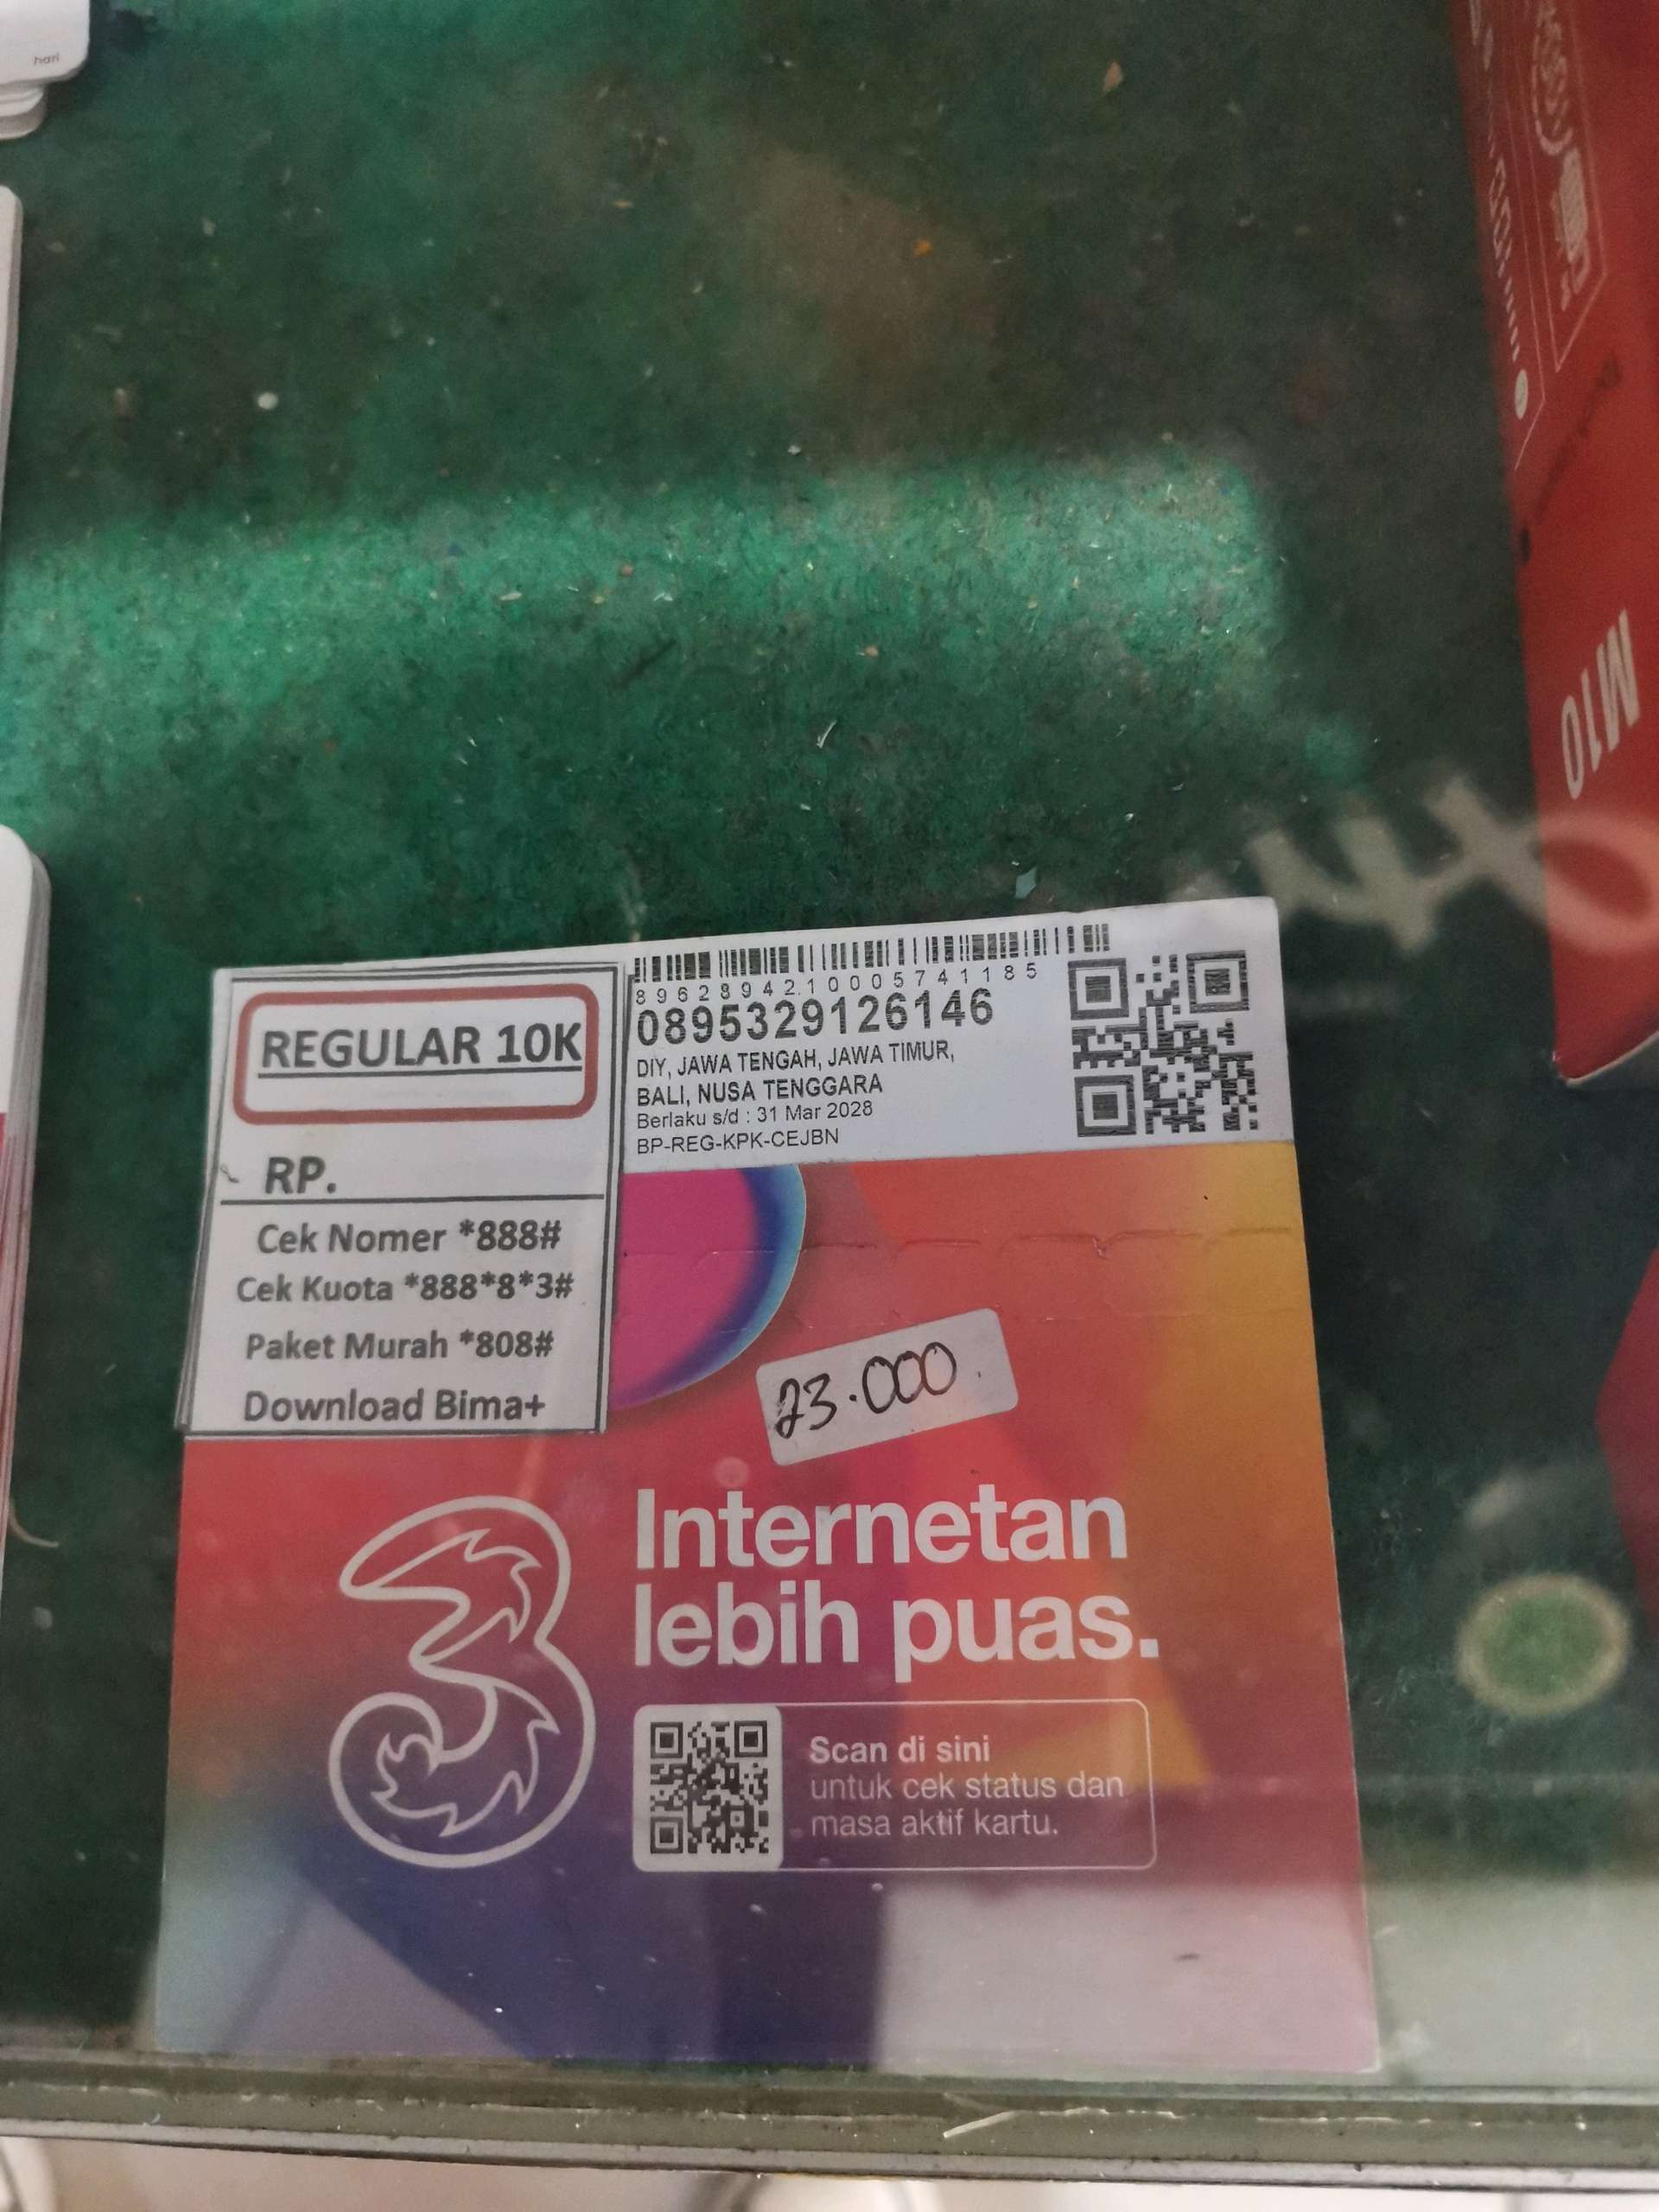 hari
M10
REGULAR 10K
RP.
Cek Nomer *888#
Cek Kuota *888*8*3#
Paket Murah *808#
Download Bima+
8962894210005741185
0895329126146
DIY, JAWA TENGAH, JAWA TIMUR,
BALI, NUSA TENGGARA
Berlaku s/d : 31 Mar 2028
BP-REG-KPK-CEJBN
23.000
3
Internetan
lebih puas.
Scan di sini
untuk cek status dan
masa aktif kartu.